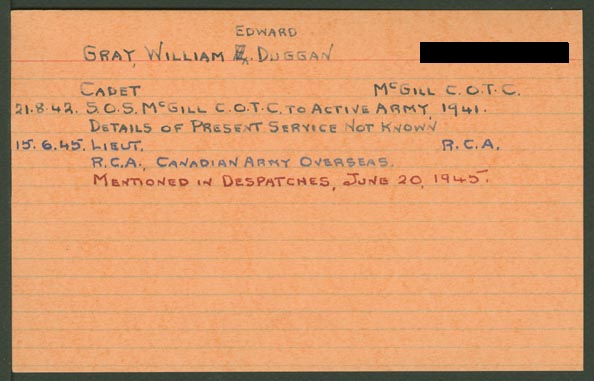 EDWARD
GRAY, WILLIAM E. DUGGAN
CADET McGILL C.O.T.C.
21.8.42. S.O.S. McGILL C.O.T.C. TO ACTIVE ARMY, 1941.
DETAILS OF PRESENT SERVICE NOT KNOWN
15.6.45. LIEUT. R.C.A.
R.C.A., CANADIAN ARMY OVERSEAS.
MENTIONED IN DESPATCHES, JUNE 20, 1945.